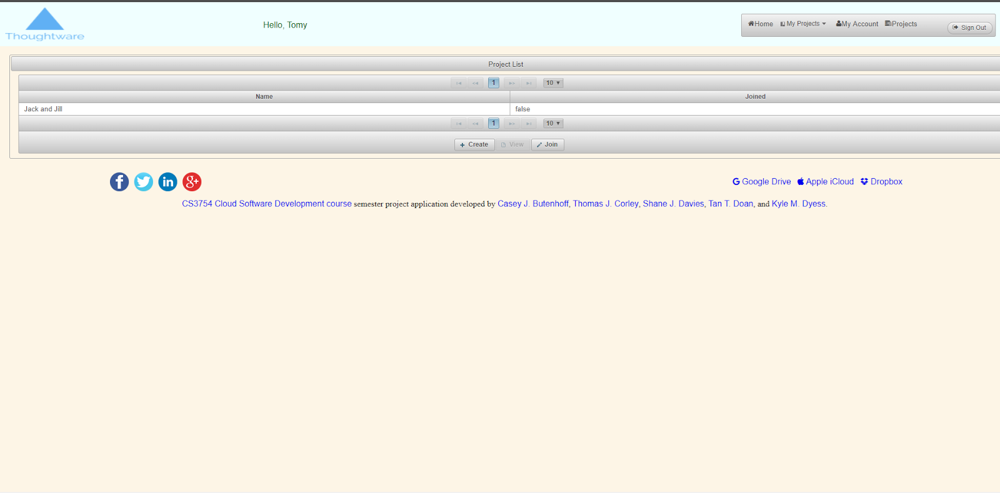 Thoughtware
Hello, Tomy
Home My Projects My Account Projects Sign Out
Project List
1 10
Name Joined
Jack and Jill false
1 10
Create View Join
f in g+ Google Drive Apple iCloud Dropbox
CS3754 Cloud Software Development course semester project application developed by Casey J. Butenhoff, Thomas J. Corley, Shane J. Davies, Tan T. Doan, and Kyle M. Dyess.